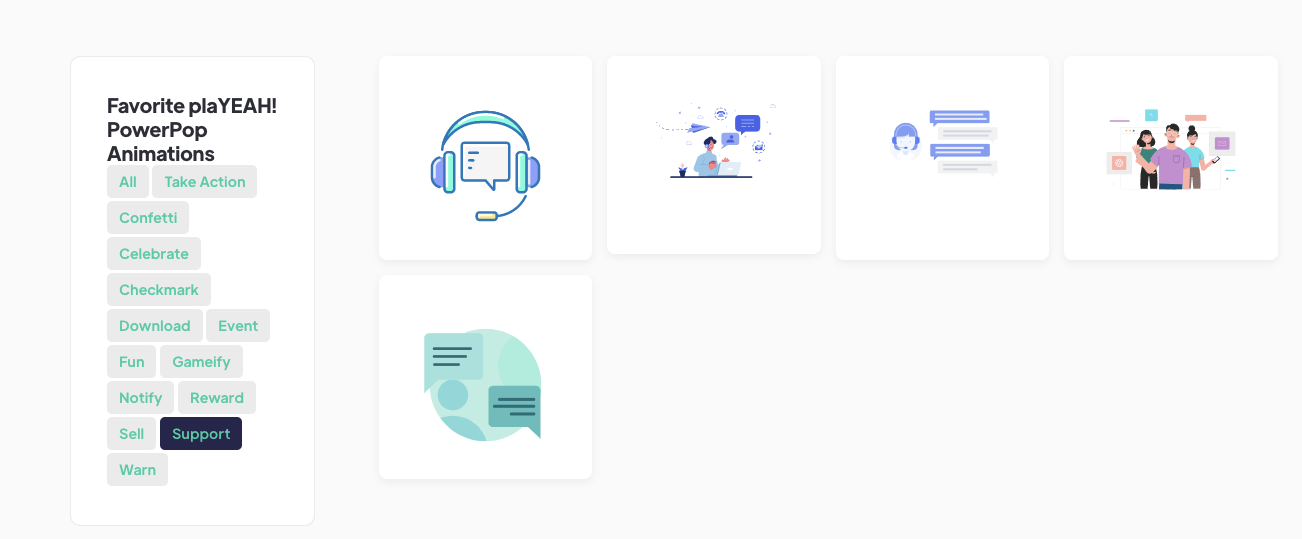 Favorite plaYEAH!
PowerPop
Animations
All Take Action
Confetti
Celebrate
Checkmark
Download Event
Fun Gameify
Notify Reward
Sell Support
Warn